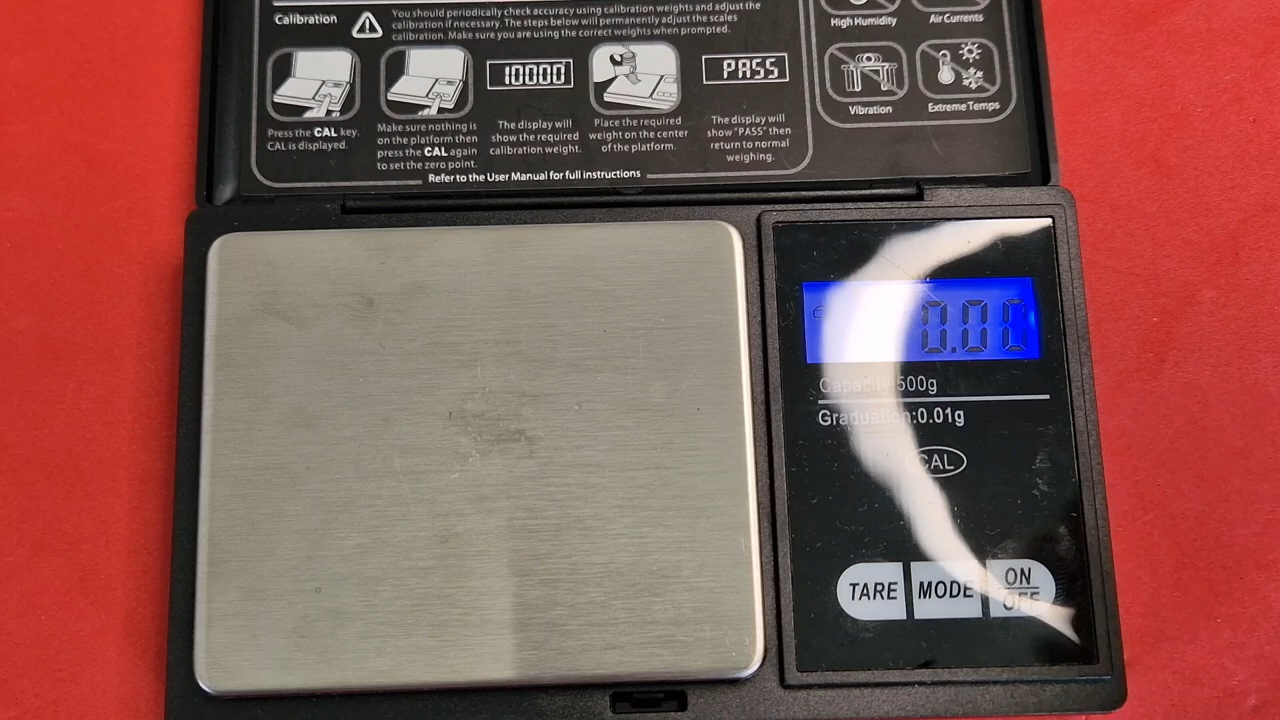 Calibration
You should periodically check accuracy using calibration weights and adjust the
calibration if necessary. The steps below will permanently adjust the scales
calibration. Make sure you are using the correct weights when prompted.
High Humidity
Air Currents
10000
PASS
Press the CAL key.
CAL is displayed.
Make sure nothing is
on the platform then
press the CAL again
to set the zero point.
The display will
show the required
calibration weight.
Place the required
weight on the center
of the platform.
The display will
show "PASS" then
return to normal
weighing.
Vibration
Extreme Temps
Refer to the User Manual for full instructions
0.00
Capacity:500g
Graduation:0.01g
CAL
TARE
MODE
ON
OFF